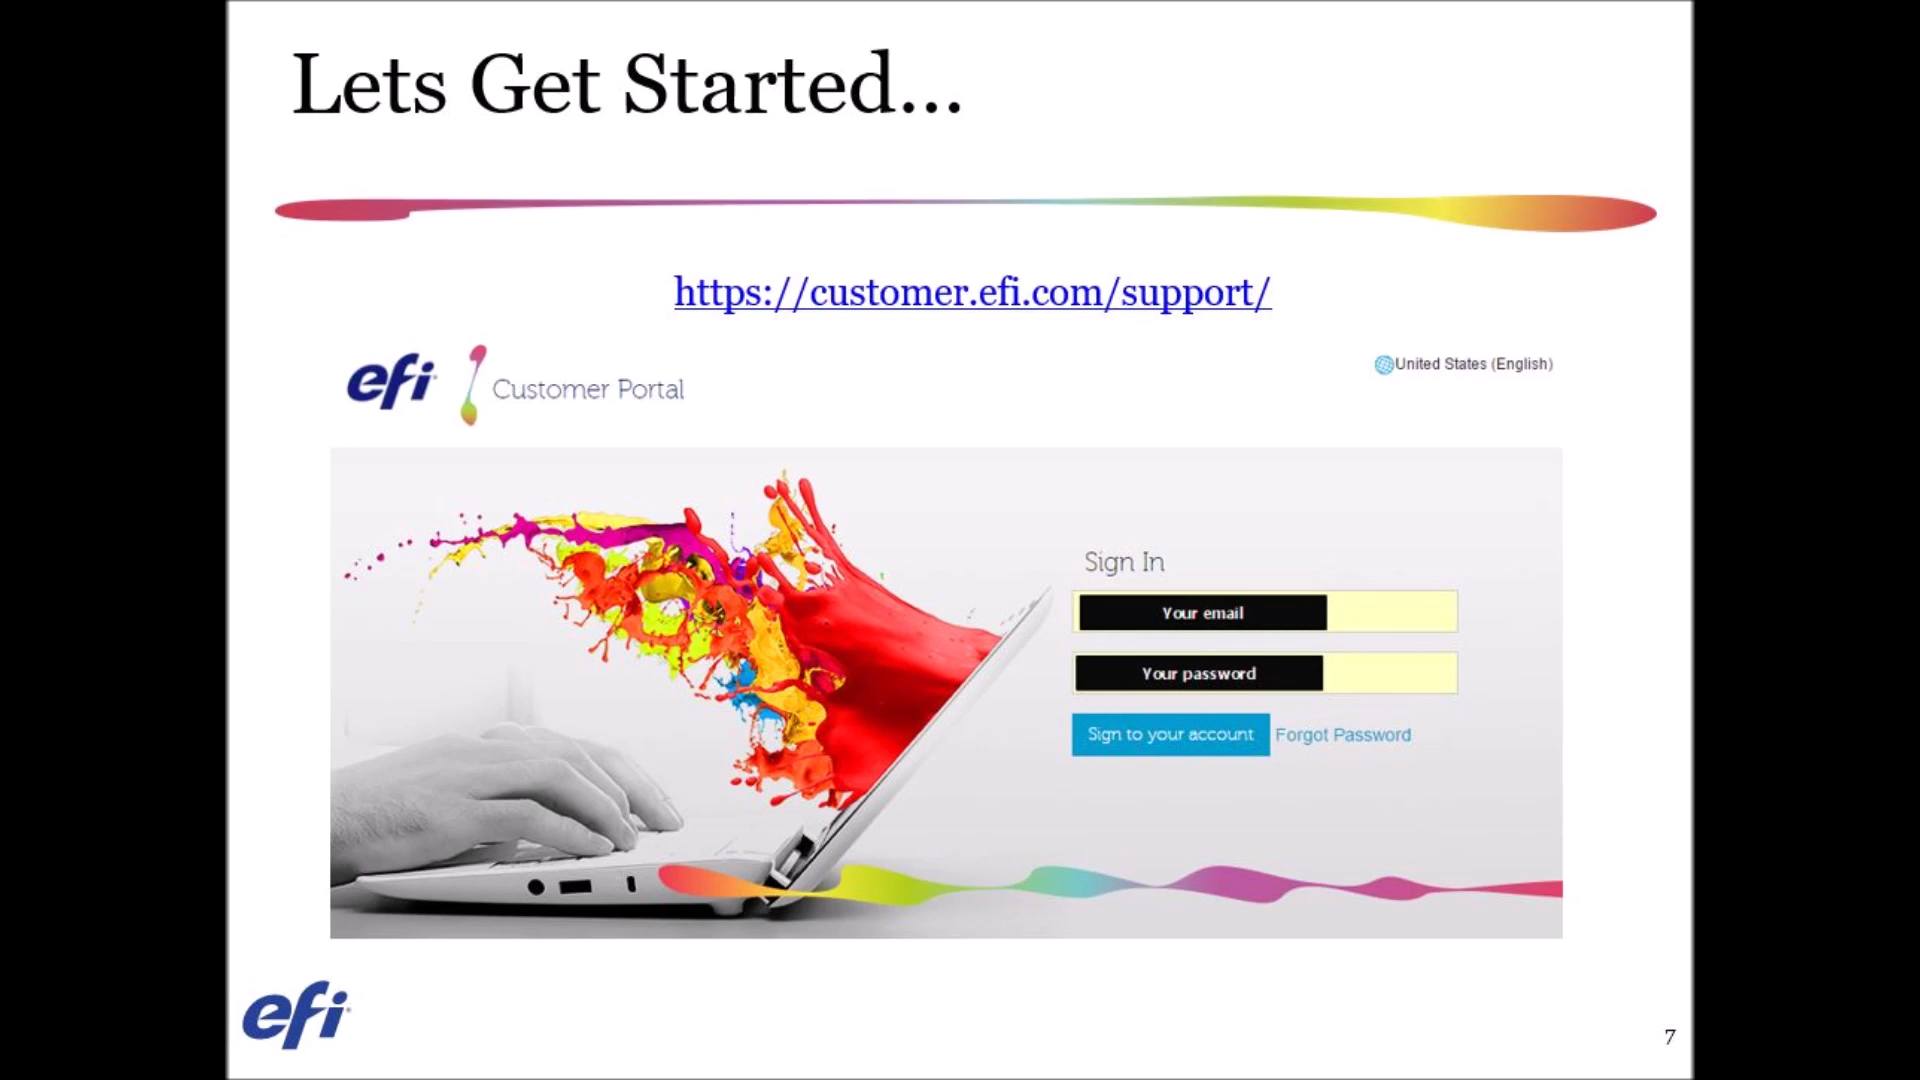 Lets Get Started...
https://customer.efi.com/support/
efi Customer Portal
United States (English)
Sign In
Your email
Your password
Sign to your account Forgot Password
efi
7